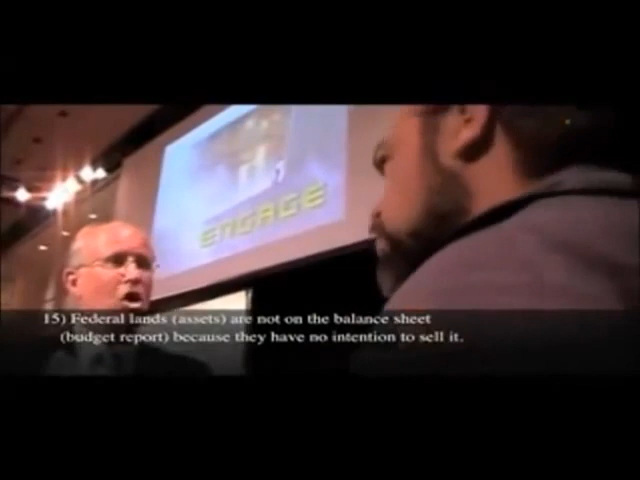 ENGAGE
15) Federal lands (assets) are not on the balance sheet
(budget report) because they have no intention to sell it.